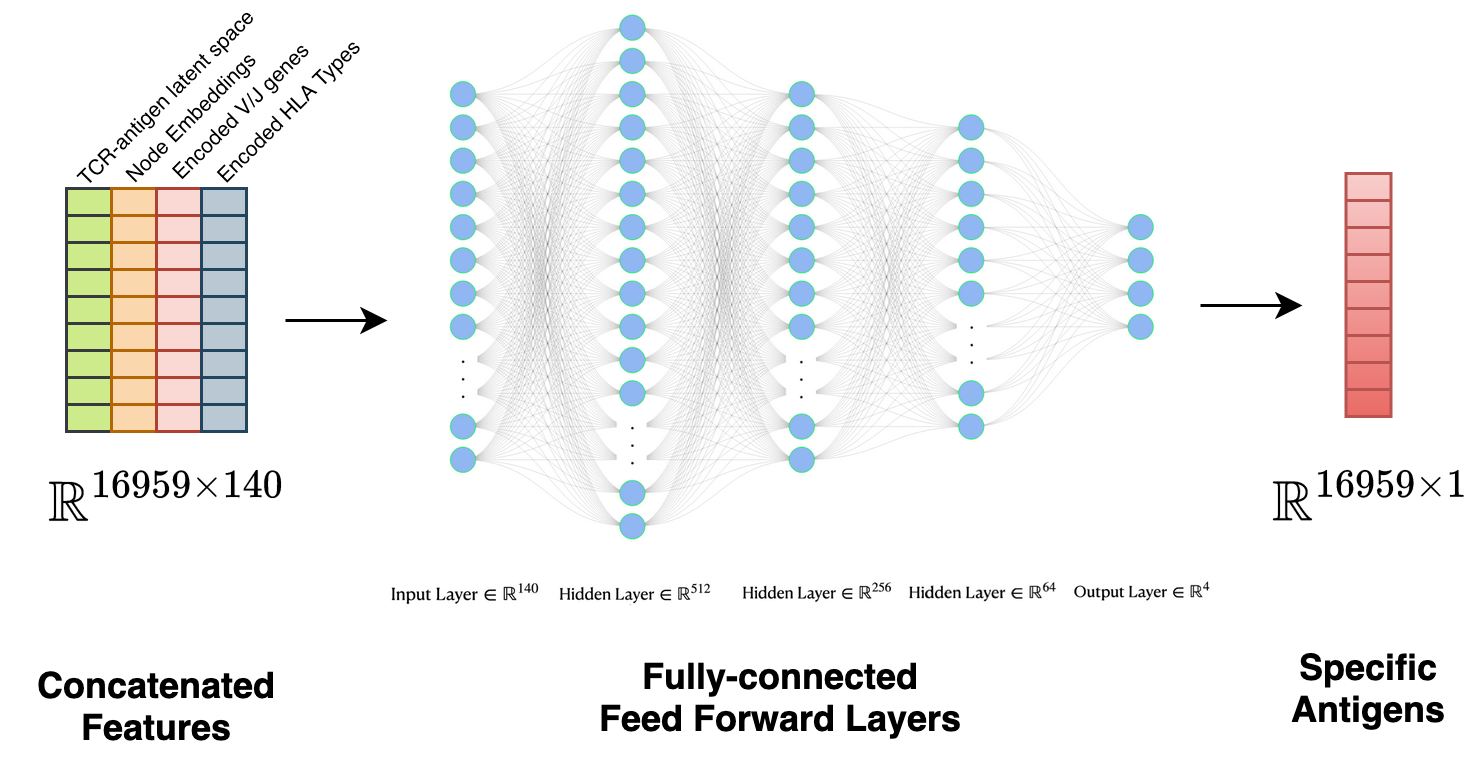 TCR-antigen latent space
Node Embeddings
Encoded V/J genes
Encoded HLA Types
ℝ^16959×140
ℝ^16959×1
Input Layer ∈ ℝ^140
Hidden Layer ∈ ℝ^512
Hidden Layer ∈ ℝ^256
Hidden Layer ∈ ℝ^64
Output Layer ∈ ℝ^4
Concatenated
Features
Fully-connected
Feed Forward Layers
Specific
Antigens